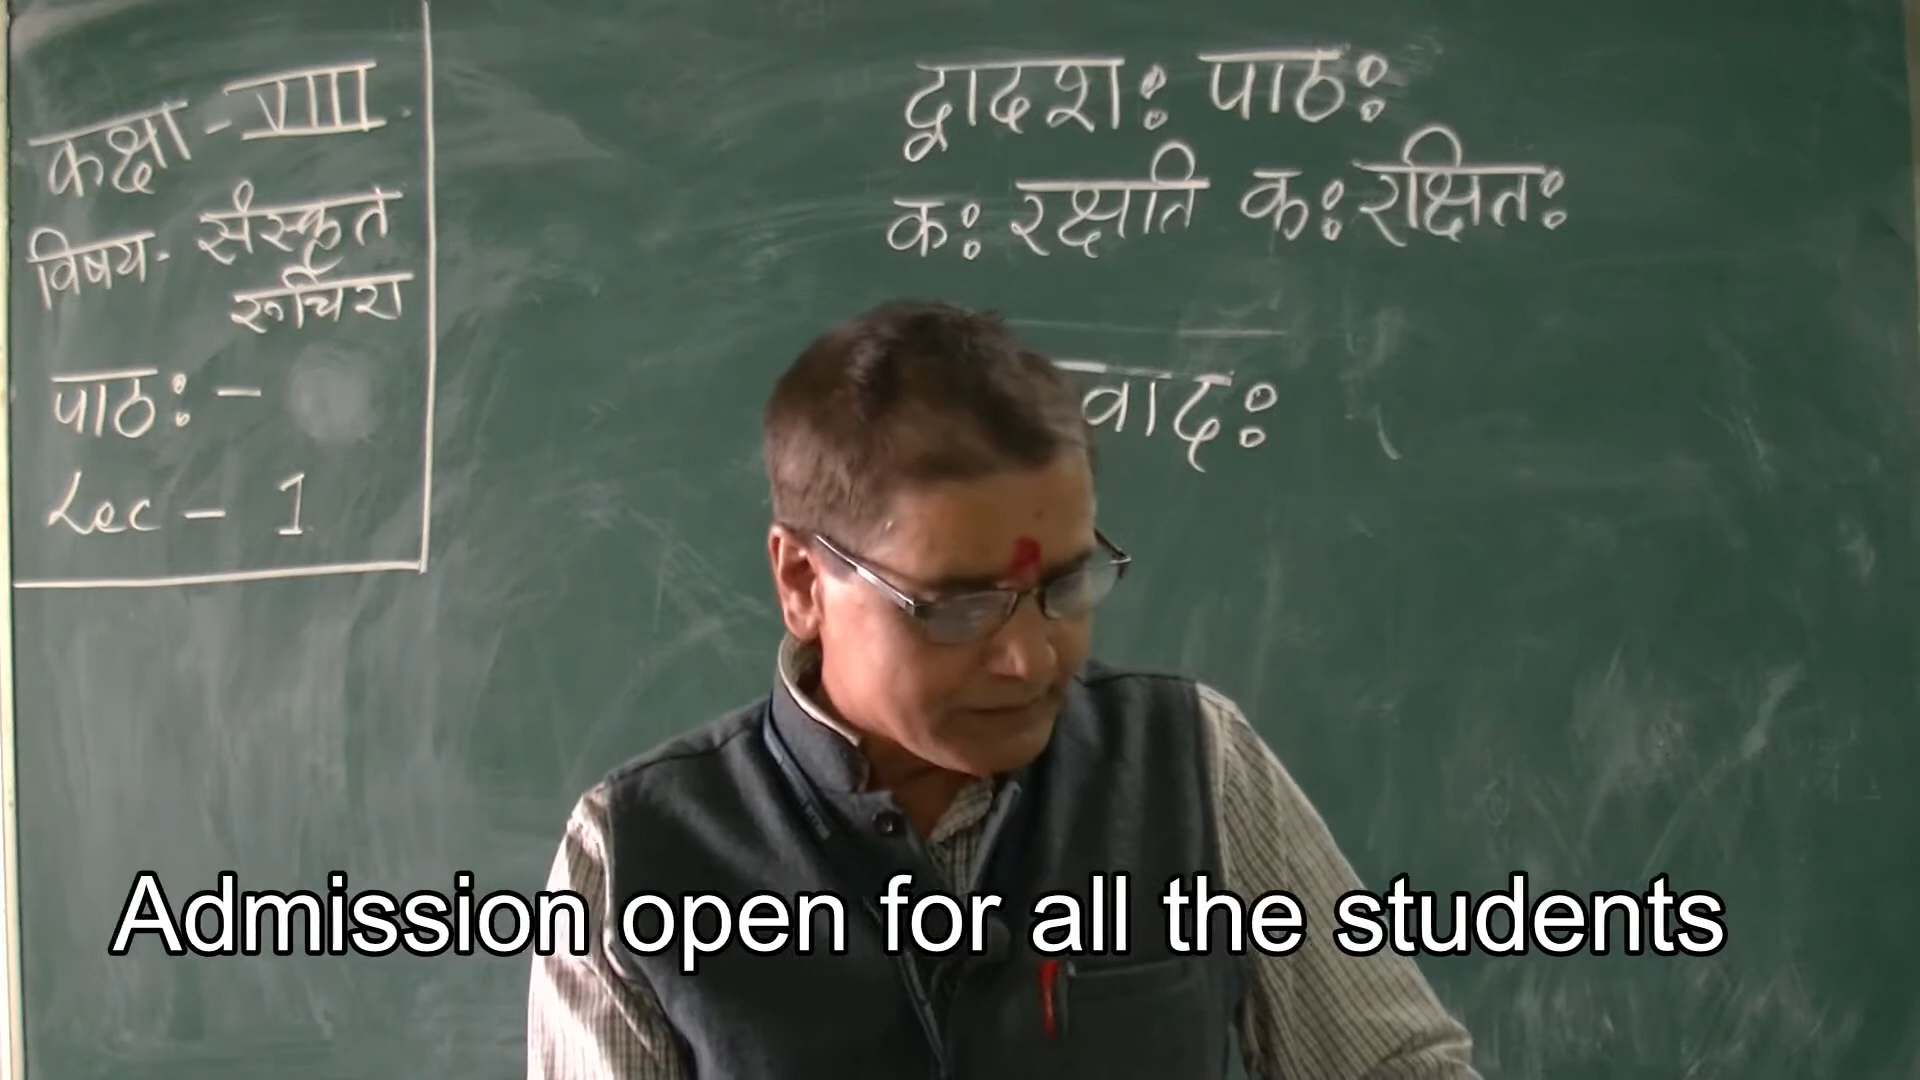 कक्षा - VIII.
विषय - संस्कृत
रूचिरा
पाठः -
Lec - 1
द्वादशः पाठः
कः रक्षति कः रक्षितः
Admission open for all the students